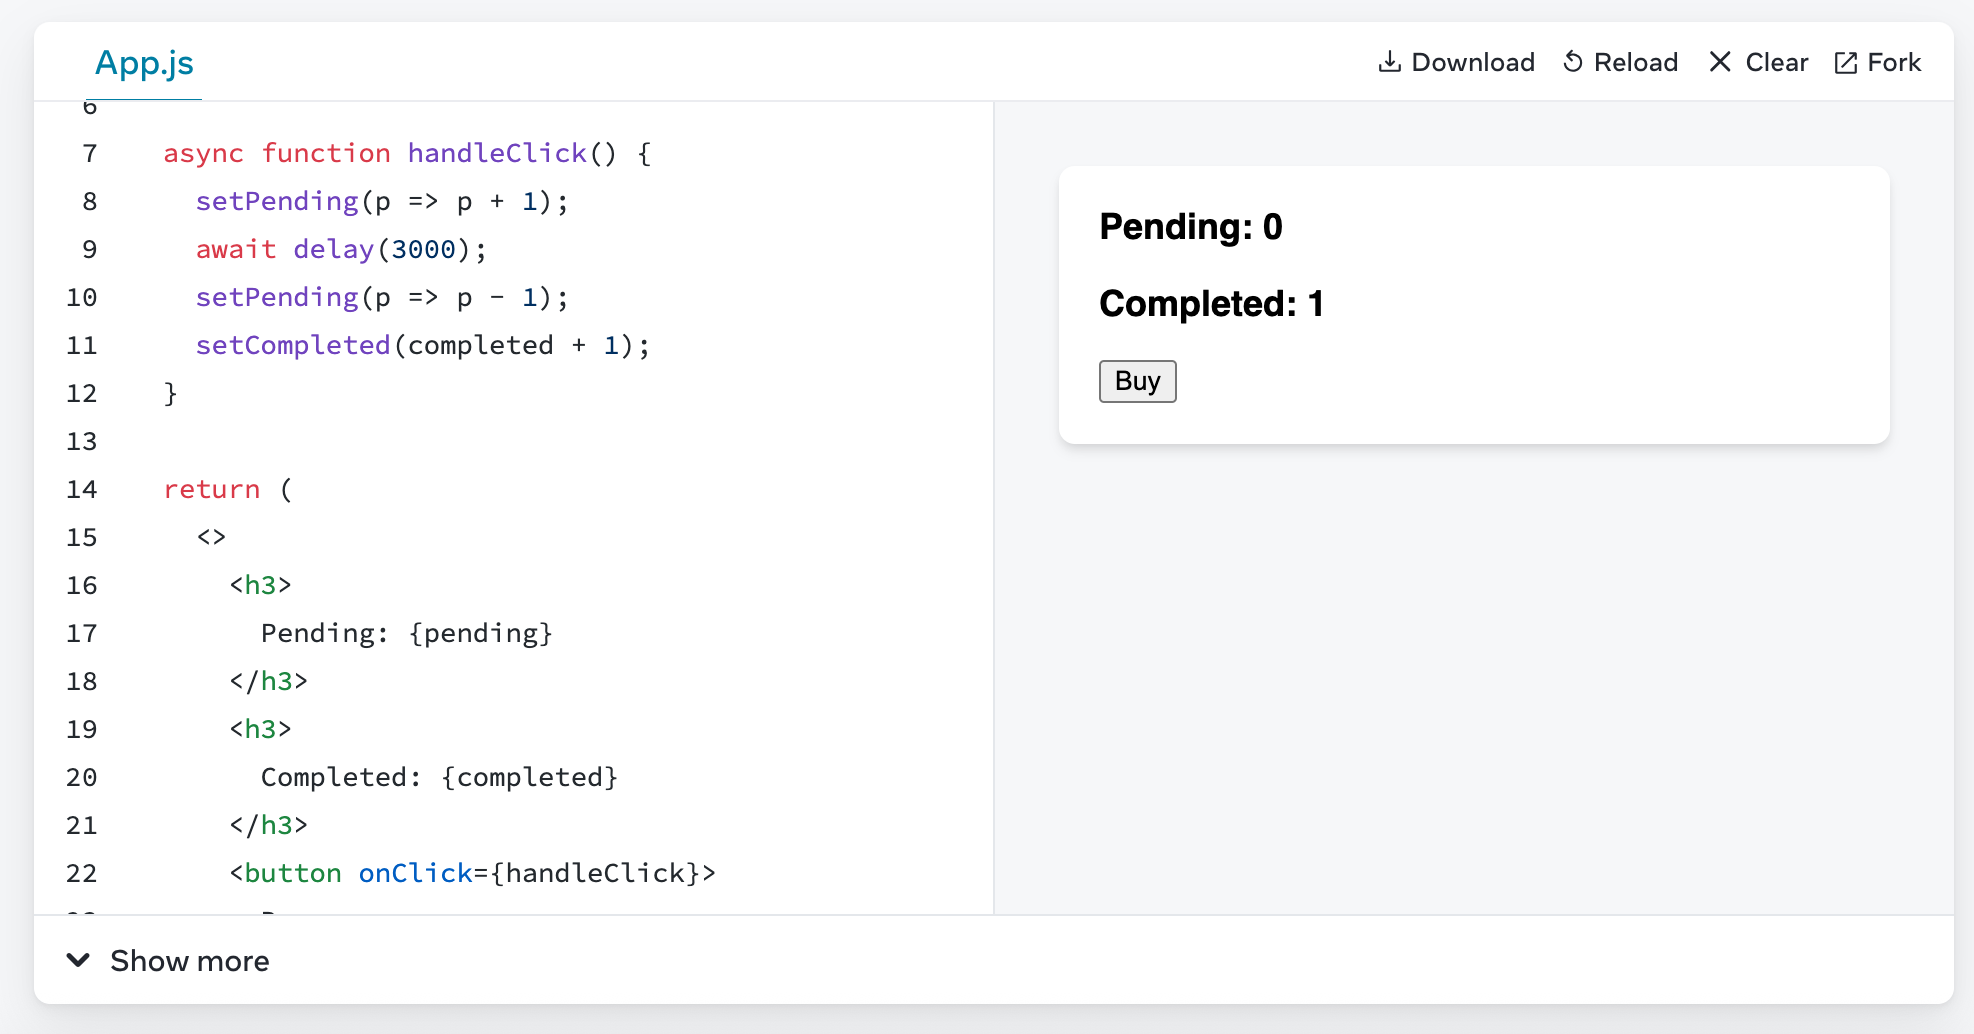 App.js
Download Reload Clear Fork
6
7 async function handleClick() {
8 setPending(p => p + 1);
9 await delay(3000);
10 setPending(p => p - 1);
11 setCompleted(completed + 1);
12 }
13
14 return (
15 <>
16 <h3>
17 Pending: {pending}
18 </h3>
19 <h3>
20 Completed: {completed}
21 </h3>
22 <button onClick={handleClick}>
Pending: 0
Completed: 1
Buy
Show more